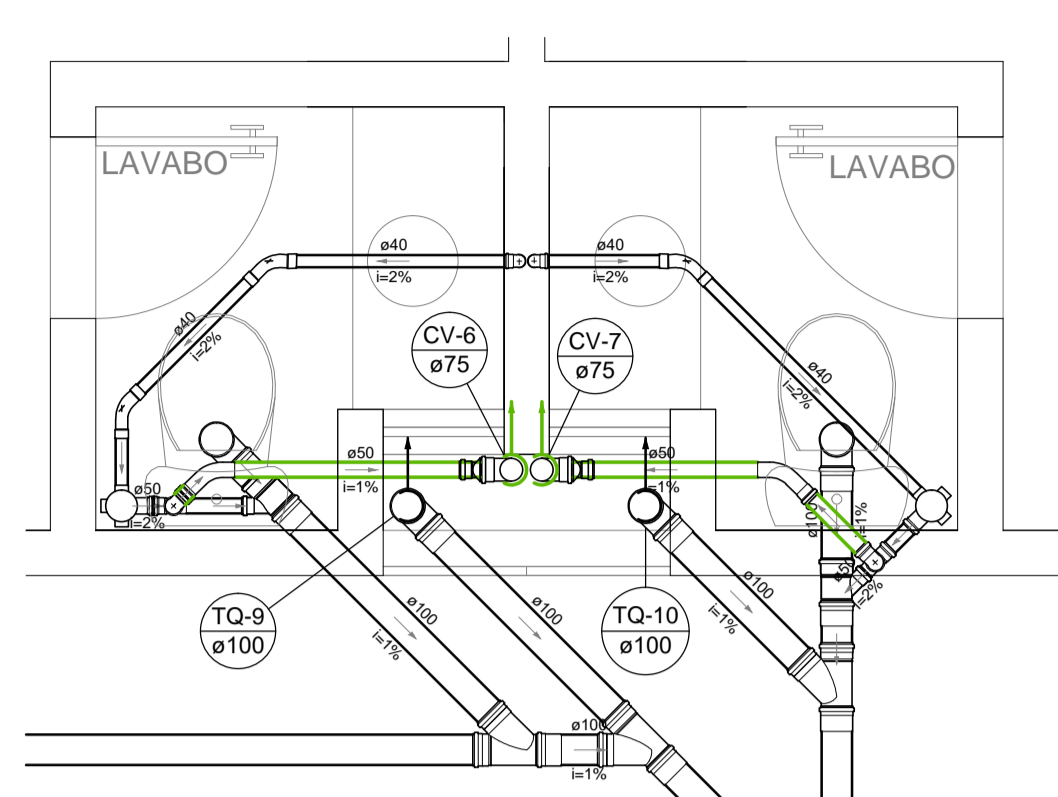 LAVABO
LAVABO
ø40
i=2%
ø40
i=2%
ø40
i=2%
CV-6
ø75
CV-7
ø75
ø40
i=2%
ø50
i=1%
ø50
i=1%
ø50
i=2%
ø100
i=1%
ø50
i=2%
TQ-9
ø100
ø100
i=1%
ø100
TQ-10
ø100
ø100
i=1%
ø100
i=1%